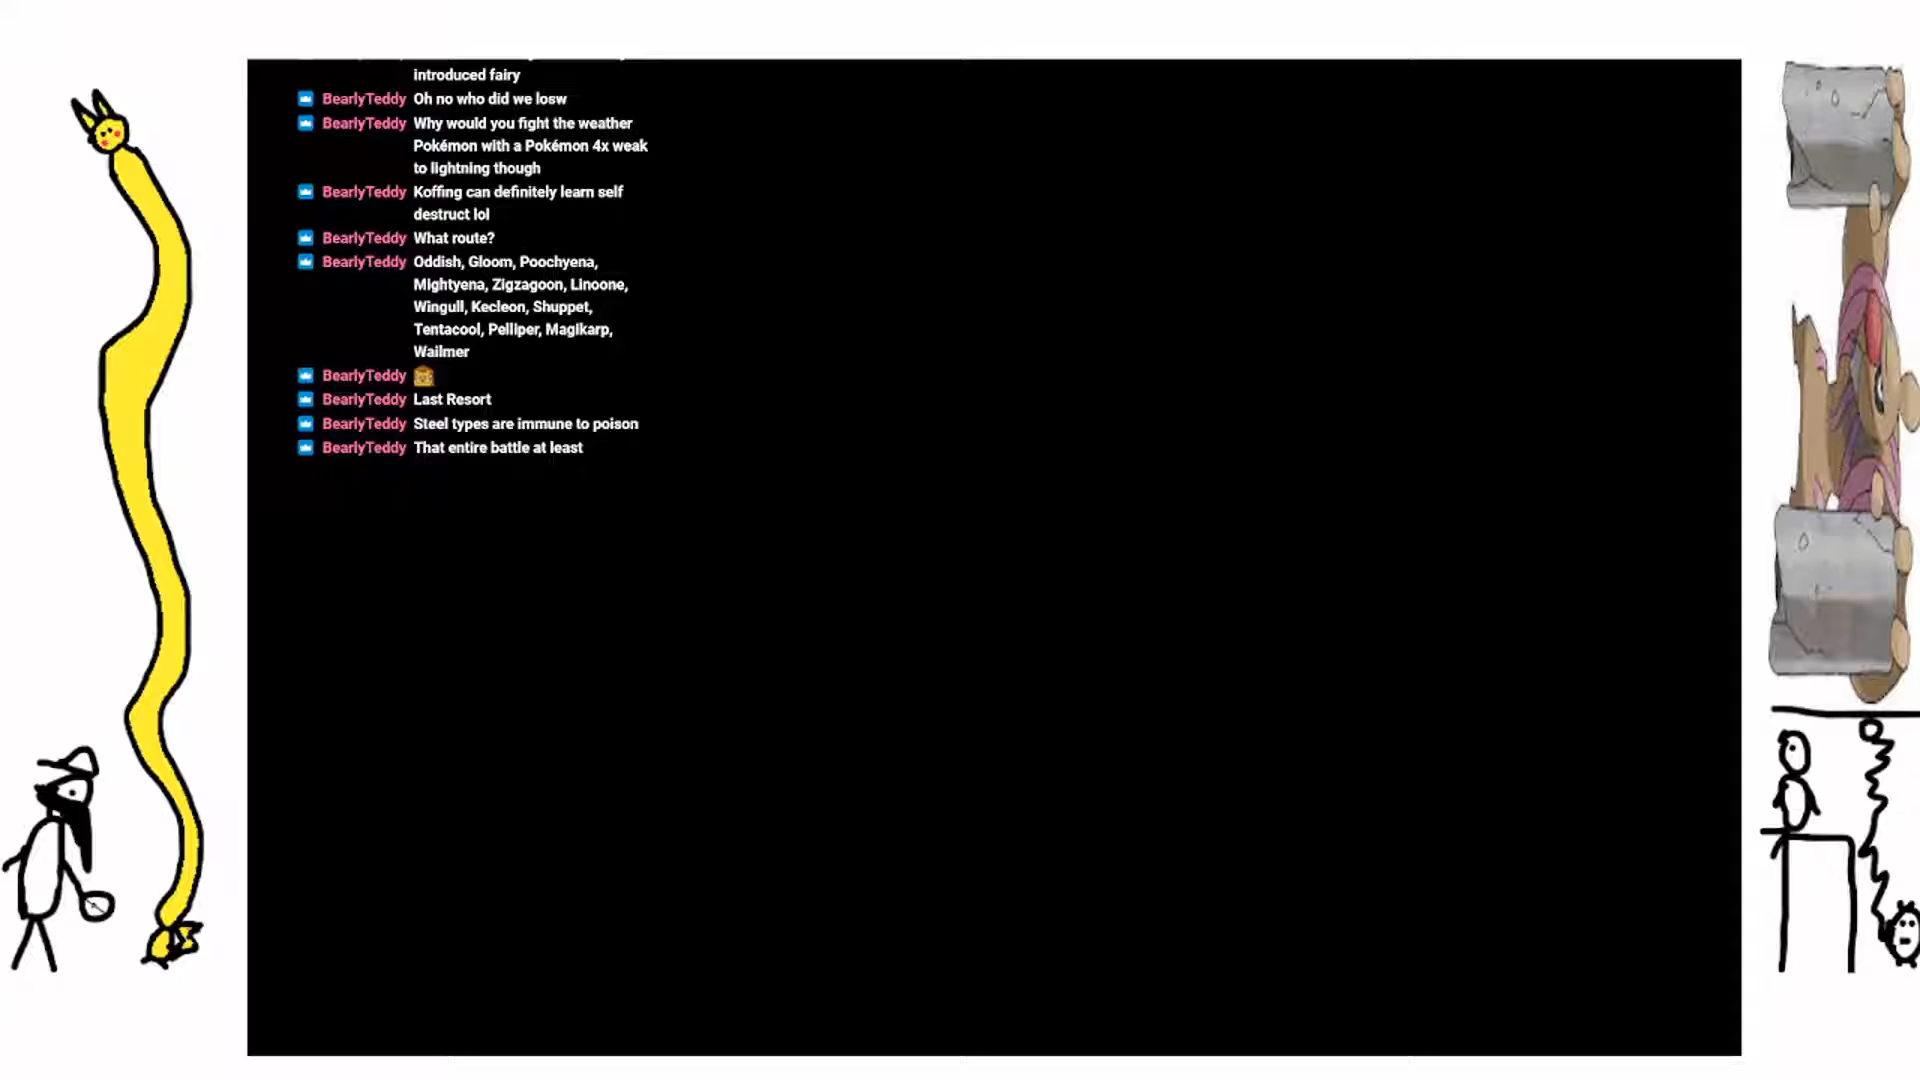 introduced fairy
BearlyTeddy Oh no who did we losw
BearlyTeddy Why would you fight the weather
Pokémon with a Pokémon 4x weak
to lightning though
BearlyTeddy Koffing can definitely learn self
destruct lol
BearlyTeddy What route?
BearlyTeddy Oddish, Gloom, Poochyena,
Mightyena, Zigzagoon, Linoone,
Wingull, Kecleon, Shuppet,
Tentacool, Pelliper, Magikarp,
Wailmer
BearlyTeddy
BearlyTeddy Last Resort
BearlyTeddy Steel types are immune to poison
BearlyTeddy That entire battle at least